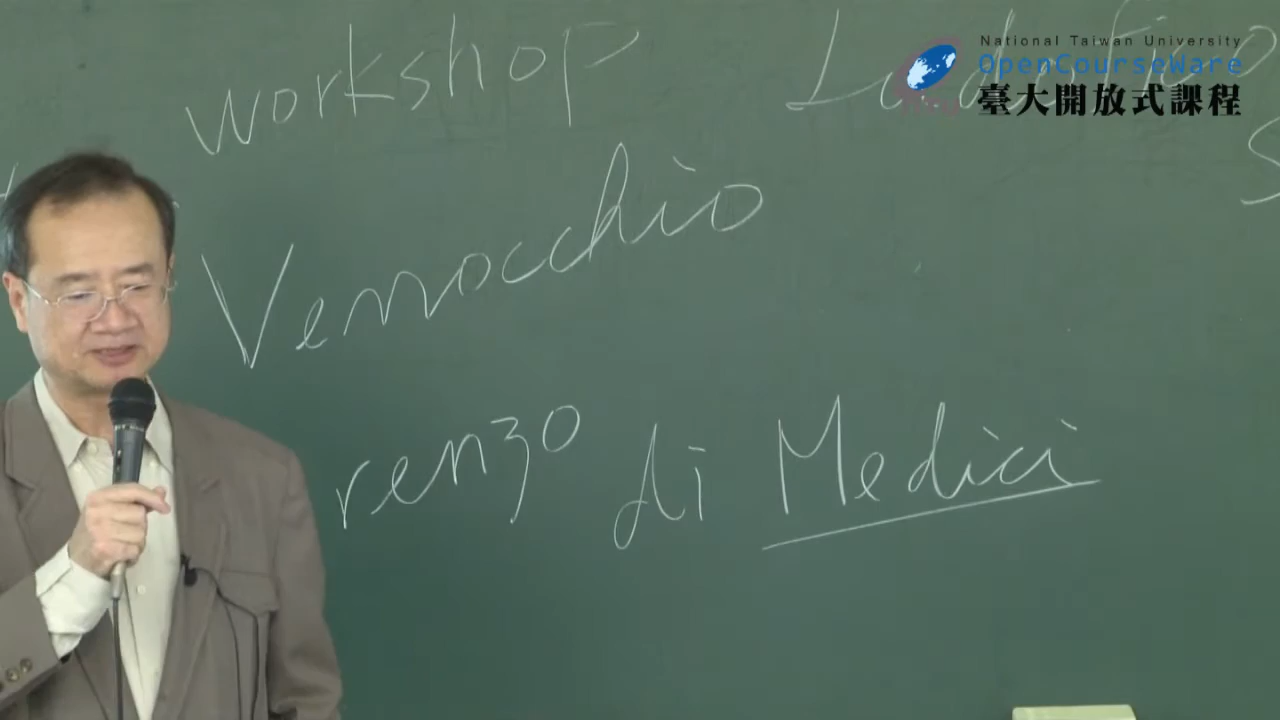 National Taiwan University
OpenCourseWare
臺大開放式課程
workshop
Verrocchio
renzo di Medici